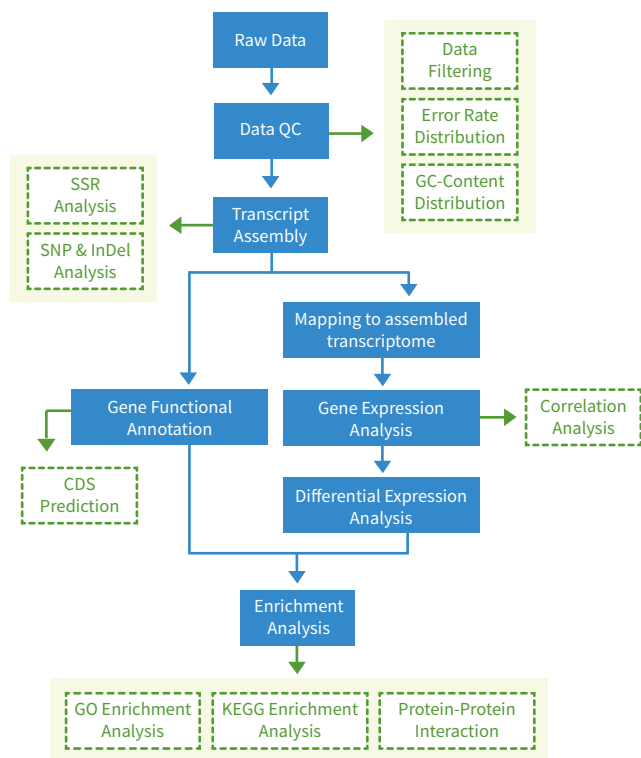 Raw Data
Data
Filtering
Error Rate
Distribution
GC-Content
Distribution
Data QC
SSR
Analysis
SNP & InDel
Analysis
Transcript
Assembly
Mapping to assembled
transcriptome
Gene Functional
Annotation
Gene Expression
Analysis
Correlation
Analysis
CDS
Prediction
Differential Expression
Analysis
Enrichment
Analysis
GO Enrichment
Analysis
KEGG Enrichment
Analysis
Protein-Protein
Interaction